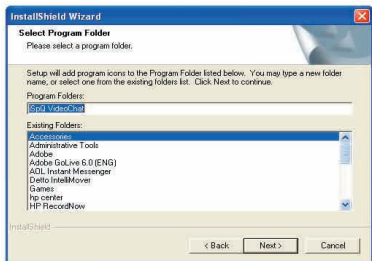 InstallShield Wizard
Select Program Folder
Please select a program folder.
Setup will add program icons to the Program Folder listed below. You may type a new folder
name, or select one from the existing folders list. Click Next to continue.
Program Folders:
iSpQ VideoChat
Existing Folders:
Accessories
Administrative Tools
Adobe
Adobe GoLive 6.0 (ENG)
AOL Instant Messenger
Detto IntelliMover
Games
hp center
HP RecordNow
InstallShield
< Back
Next >
Cancel